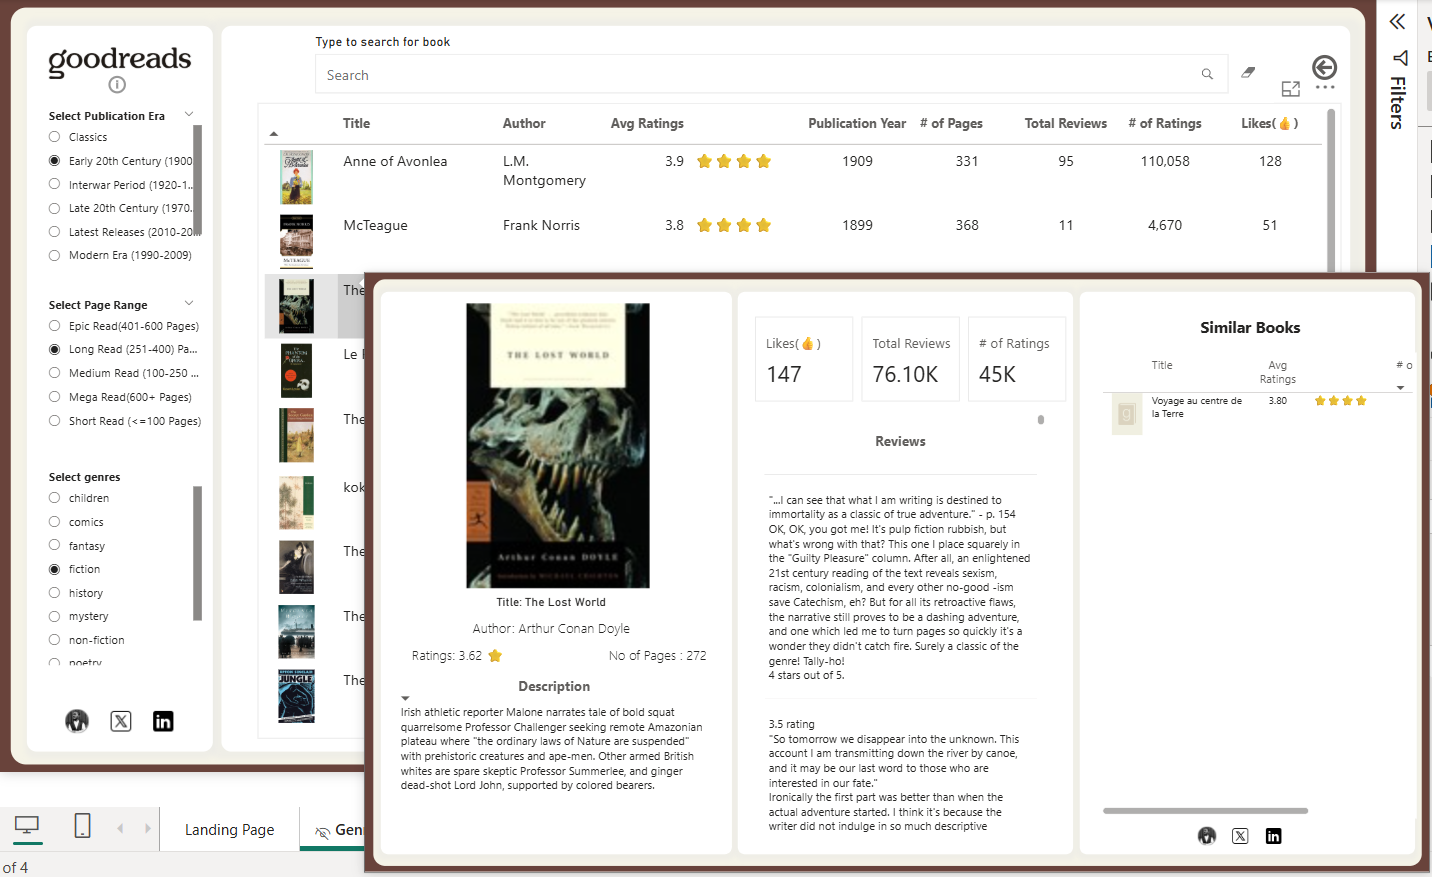 goodreads
Select Publication Era
Classics
Early 20th Century (1900
Interwar Period (1920-1..
Late 20th Century (1970.
Latest Releases (2010-20..
Modern Era (1990-2009)
Select Page Range
Epic Read(401-600 Pages)
Long Read (251-400) Pa...
Medium Read (100-250 ...
Mega Read(600+ Pages)
Short Read (<=100 Pages)
Select genres
children
comics
fantasy
fiction
history
mystery
non-fiction
poetry
Type to search for book
Search
Title Author Avg Ratings Publication Year # of Pages Total Reviews # of Ratings Likes(👍)
Anne of Avonlea L.M. Montgomery 3.9 1909 331 95 110,058 128
McTeague Frank Norris 3.8 1899 368 11 4,670 51
The
Le
The
kok
The
The
The
JUNGLE
Filters
THE LOST WORLD
Arthur Conan DOYLE
Title: The Lost World
Author: Arthur Conan Doyle
Ratings: 3.62
No of Pages : 272
Description
Irish athletic reporter Malone narrates tale of bold squat
quarrelsome Professor Challenger seeking remote Amazonian
plateau where "the ordinary laws of Nature are suspended"
with prehistoric creatures and ape-men. Other armed British
whites are spare skeptic Professor Summerlee, and ginger
dead-shot Lord John, supported by colored bearers.
Likes(👍)
147
Total Reviews
76.10K
# of Ratings
45K
Reviews
"...I can see that what I am writing is destined to
immortality as a classic of true adventure." - p. 154
OK, OK, you got me! It's pulp fiction rubbish, but
what's wrong with that? This one I place squarely in
the "Guilty Pleasure" column. After all, an enlightened
21st century reading of the text reveals sexism,
racism, colonialism, and every other no-good -ism
save Catechism, eh? But for all its retroactive flaws,
the narrative still proves to be a dashing adventure,
and one which led me to turn pages so quickly it's a
wonder they didn't catch fire. Surely a classic of the
genre! Tally-ho!
4 stars out of 5.
3.5 rating
"So tomorrow we disappear into the unknown. This
account I am transmitting down the river by canoe,
and it may be our last word to those who are
interested in our fate."
Ironically the first part was better than when the
actual adventure started. I think it's because the
writer did not indulge in so much descriptive
Similar Books
Title Avg Ratings # o
Voyage au centre de la Terre 3.80
Landing Page
Gen
of 4